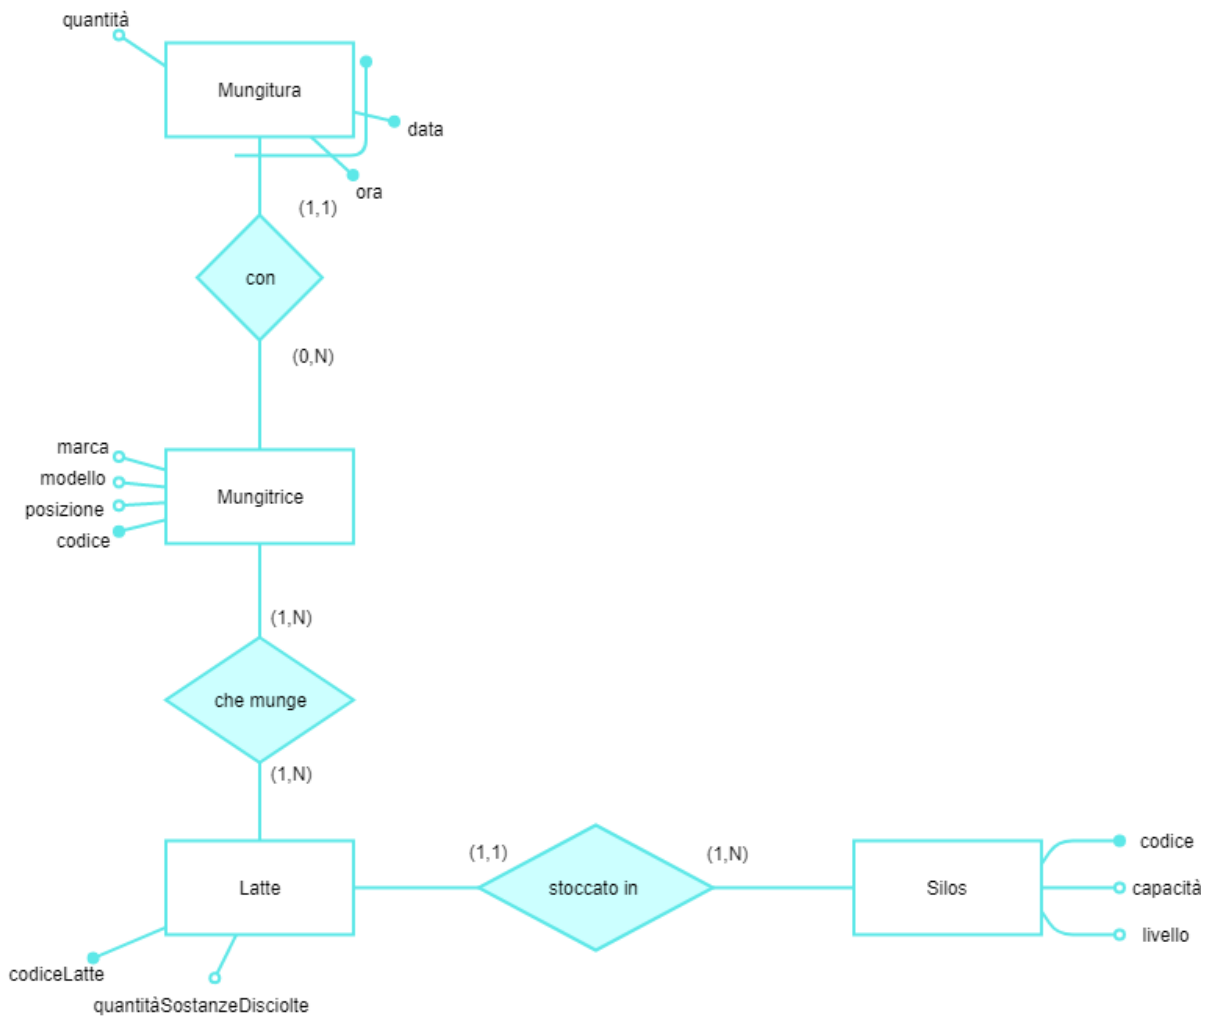 quantità
Mungitura
data
ora
(1,1)
con
(0,N)
marca
modello
posizione
codice
Mungitrice
(1,N)
che munge
(1,N)
Latte
(1,1)
stoccato in
(1,N)
Silos
codice
capacità
livello
codiceLatte
quantitàSostanzeDisciolte